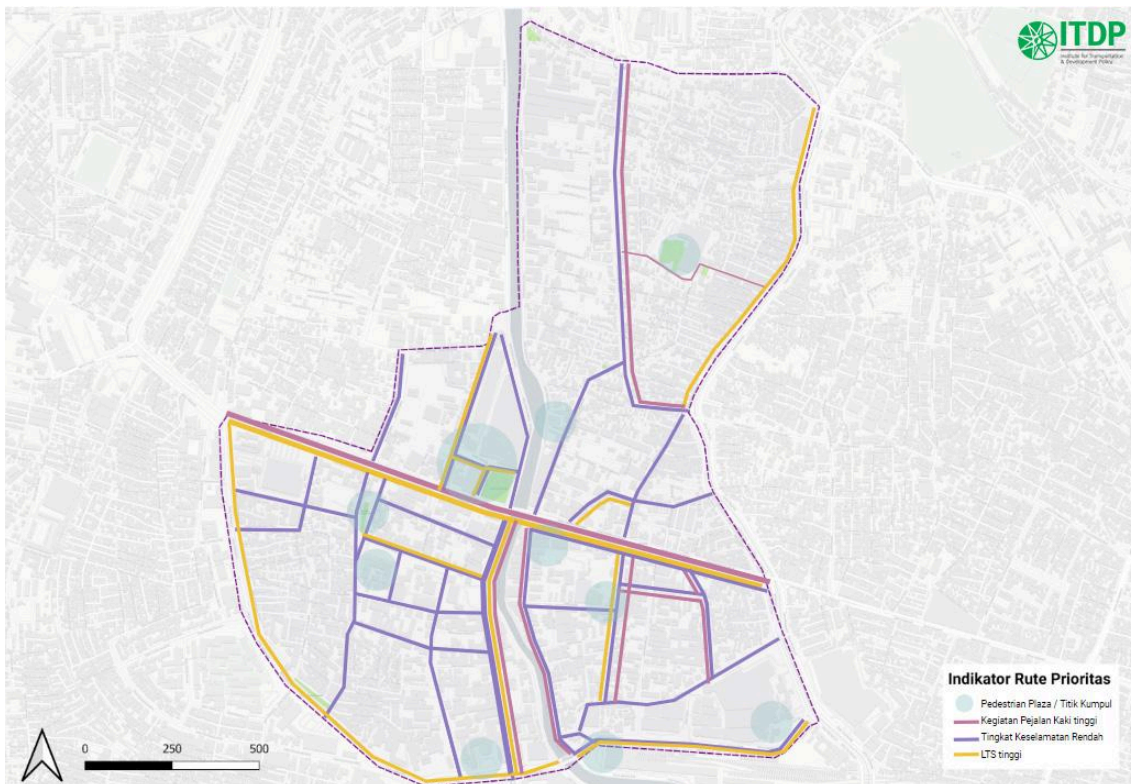 ITDP
Institute for Transportation
& Development Policy
Indikator Rute Prioritas
Pedestrian Plaza / Titik Kumpul
Kegiatan Pejalan Kaki tinggi
Tingkat Keselamatan Rendah
LTS tinggi
0 250 500